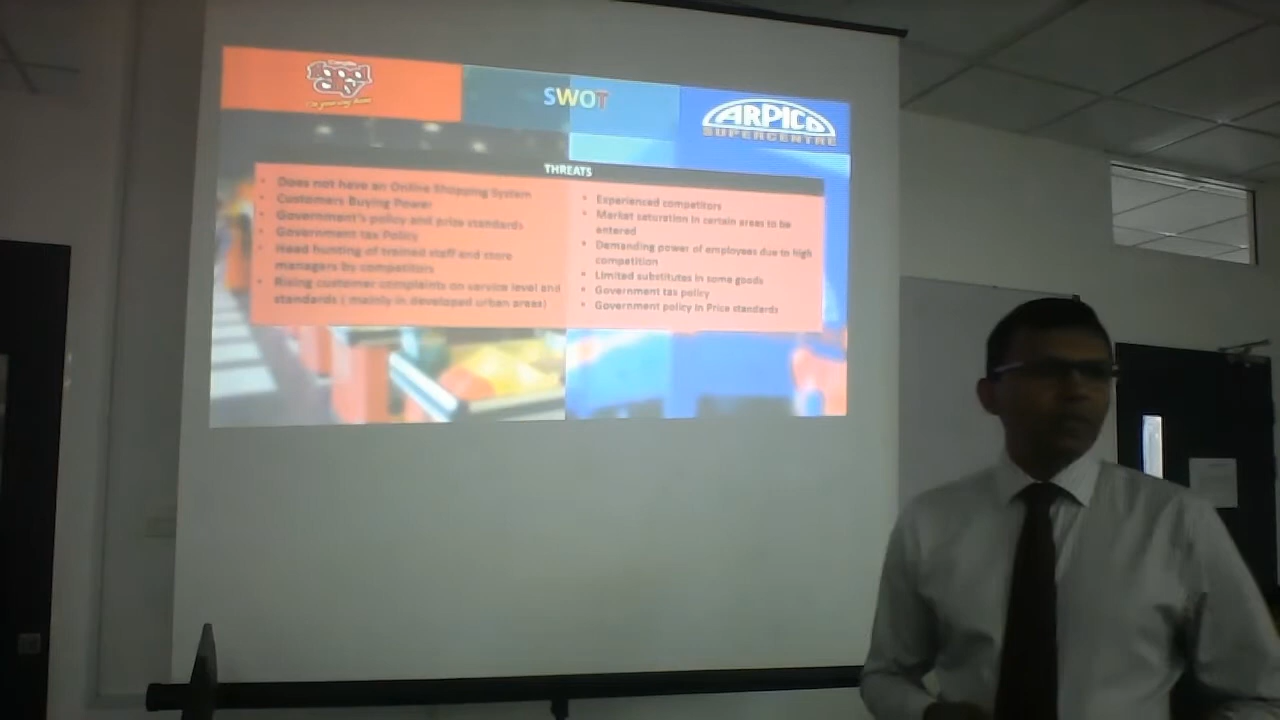 Food
City
SWOT
ARPICO
SUPERCENTRE
THREATS
• Does not have an Online Shopping System
• Customers Buying Power
• Government's policy and price standards
• Government tax Policy
• Head hunting of trained staff and store
managers by competitors
• Rising customer complaints on service level and
standards ( mainly in developed urban areas)
• Experienced competitors
• Market saturation in certain areas to be
entered
• Demanding power of employees due to high
competition
• Limited substitutes in some goods
• Government tax policy
• Government policy in Price standards